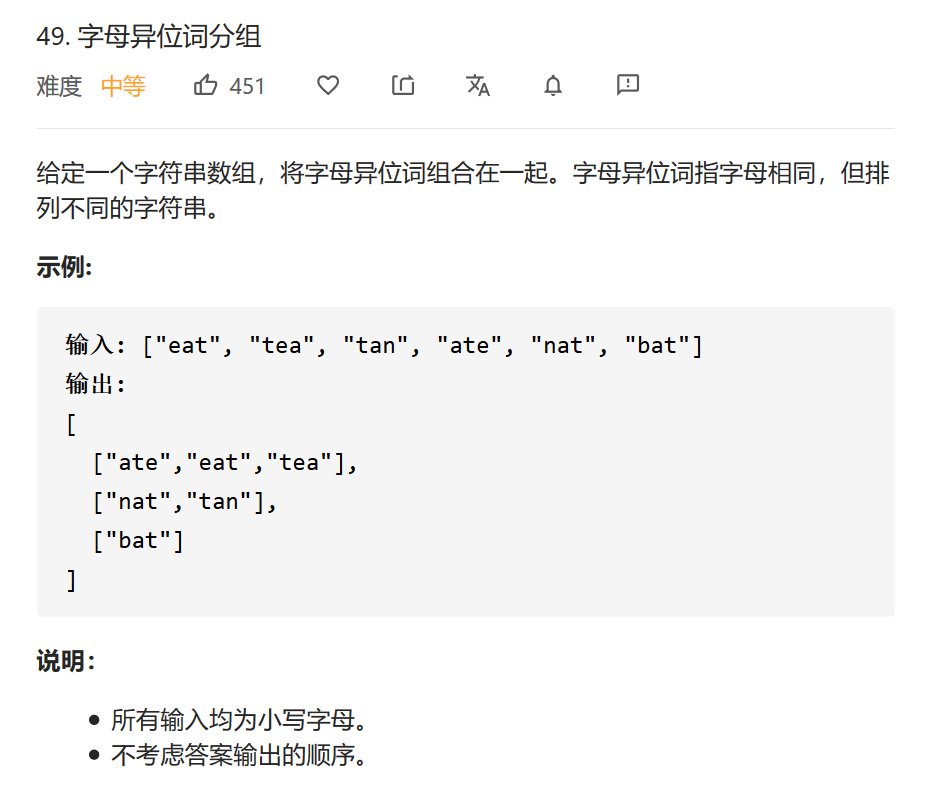 49. 字母异位词分组
难度 中等 451
给定一个字符串数组，将字母异位词组合在一起。字母异位词指字母相同，但排
列不同的字符串。
示例:
输入: ["eat", "tea", "tan", "ate", "nat", "bat"]
输出:
[
  ["ate","eat","tea"],
  ["nat","tan"],
  ["bat"]
]
说明：
● 所有输入均为小写字母。
● 不考虑答案输出的顺序。